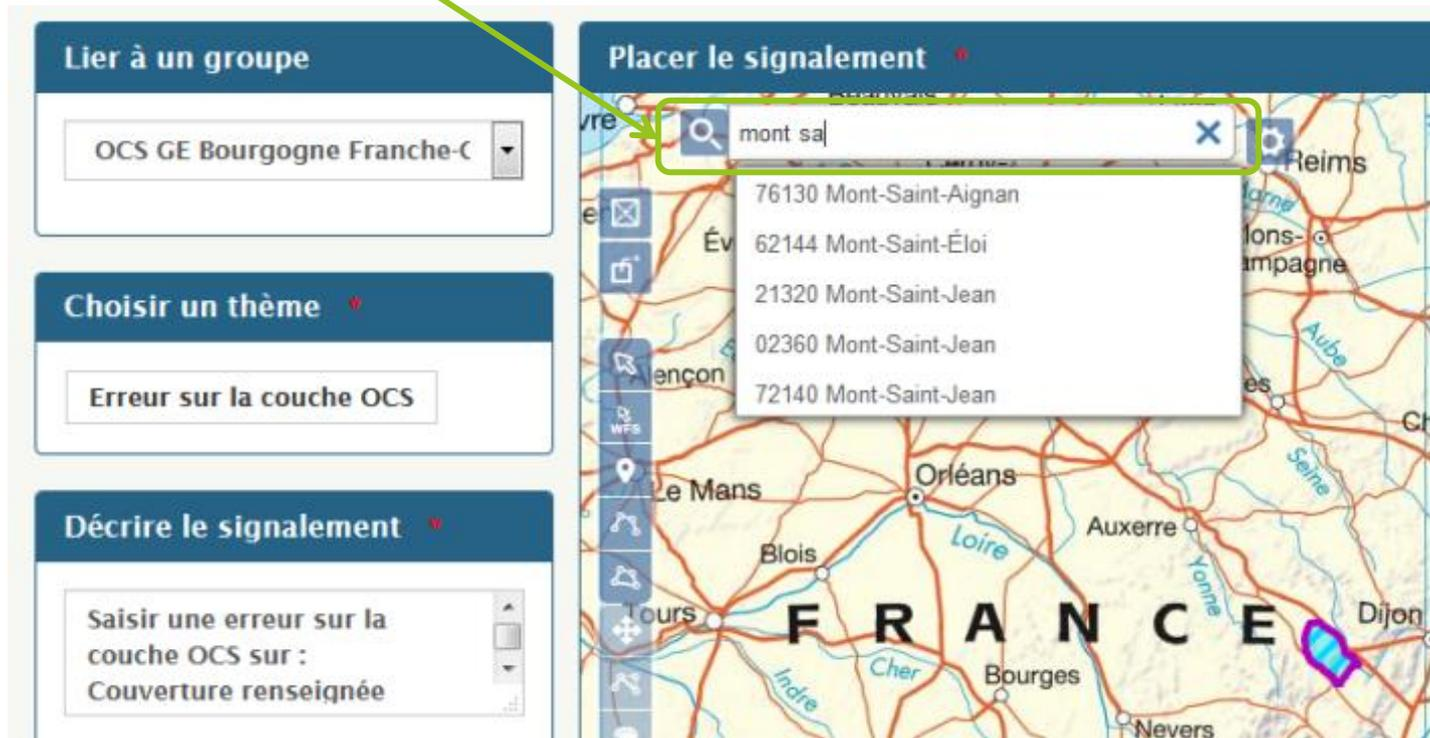 Lier à un groupe
OCS GE Bourgogne Franche-C
Choisir un thème *
Erreur sur la couche OCS
Décrire le signalement *
Saisir une erreur sur la
couche OCS sur :
Couverture renseignée
Placer le signalement *
mont sa
76130 Mont-Saint-Aignan
62144 Mont-Saint-Éloi
21320 Mont-Saint-Jean
02360 Mont-Saint-Jean
72140 Mont-Saint-Jean
WFS
Reims
Marne
Aube
Seine
Le Mans
Orléans
Loire
Auxerre
Yonne
Blois
Tours
FRANCE
Dijon
Cher
Indre
Bourges
Nevers